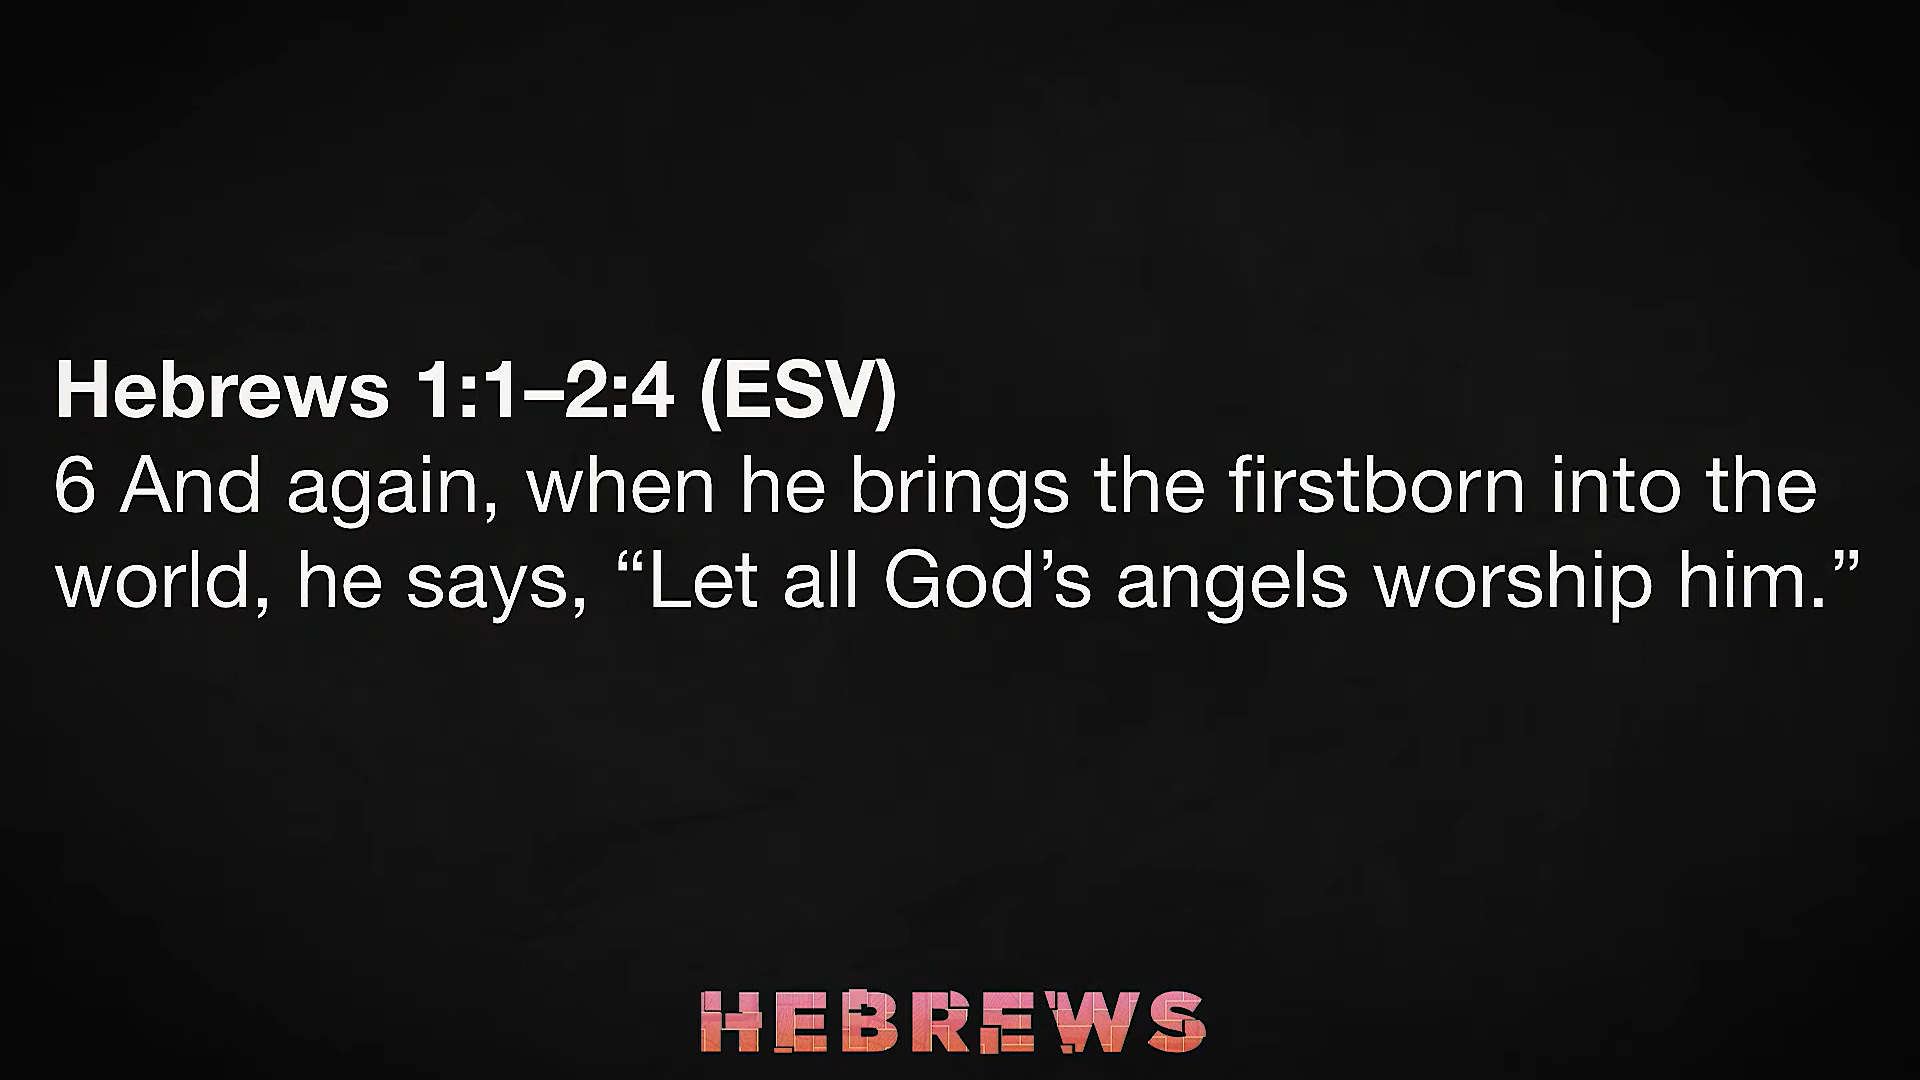 Hebrews 1:1–2:4 (ESV)
6 And again, when he brings the firstborn into the
world, he says, “Let all God’s angels worship him.”
HEBREWS